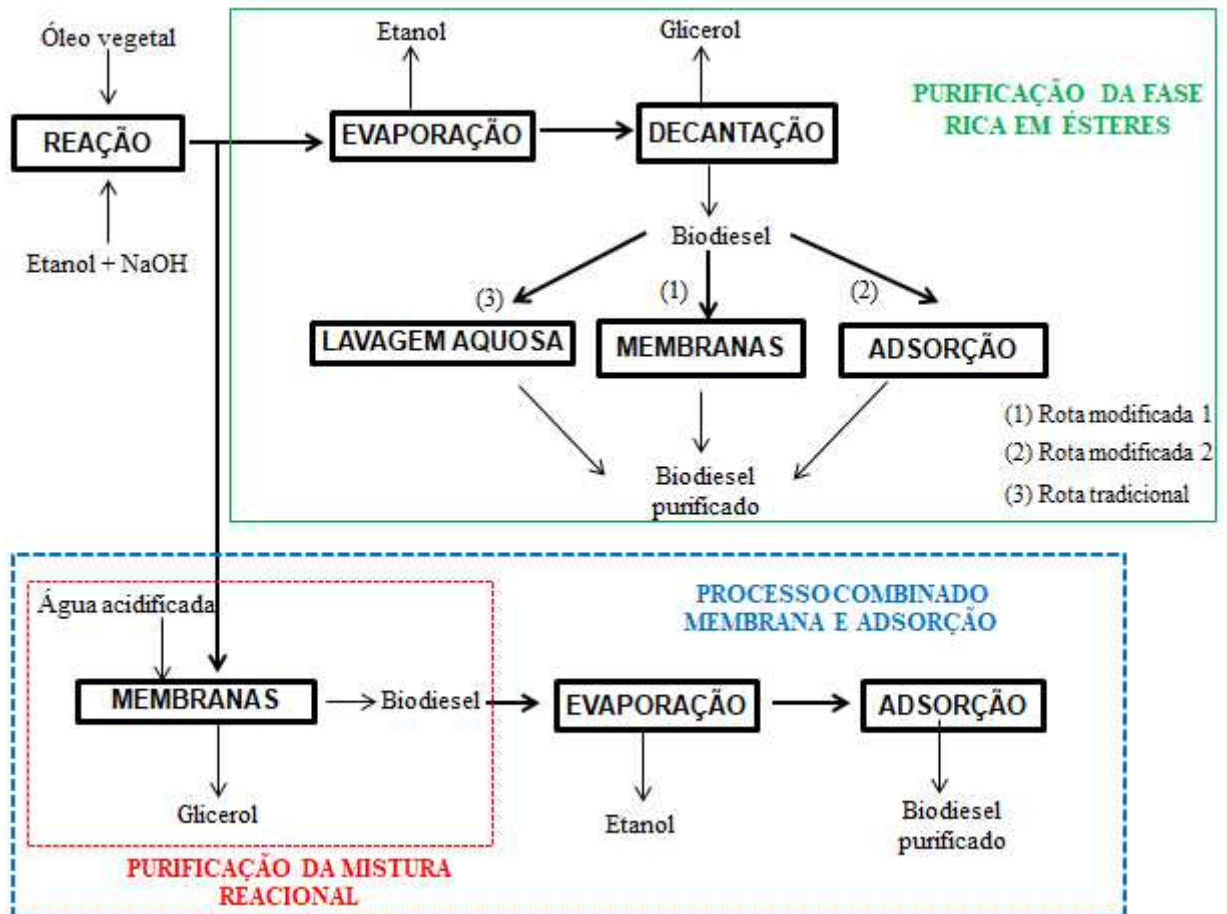 Óleo vegetal
REAÇÃO
Etanol + NaOH
Etanol
Glicerol
PURIFICAÇÃO DA FASE
RICA EM ÉSTERES
EVAPORAÇÃO
DECANTAÇÃO
Biodiesel
(3)
(1)
(2)
LAVAGEM AQUOSA
MEMBRANAS
ADSORÇÃO
Biodiesel
purificado
(1) Rota modificada 1
(2) Rota modificada 2
(3) Rota tradicional
PROCESSO COMBINADO
MEMBRANA E ADSORÇÃO
Água acidificada
MEMBRANAS
Biodiesel
EVAPORAÇÃO
ADSORÇÃO
Glicerol
Etanol
Biodiesel
purificado
PURIFICAÇÃO DA MISTURA
REACIONAL